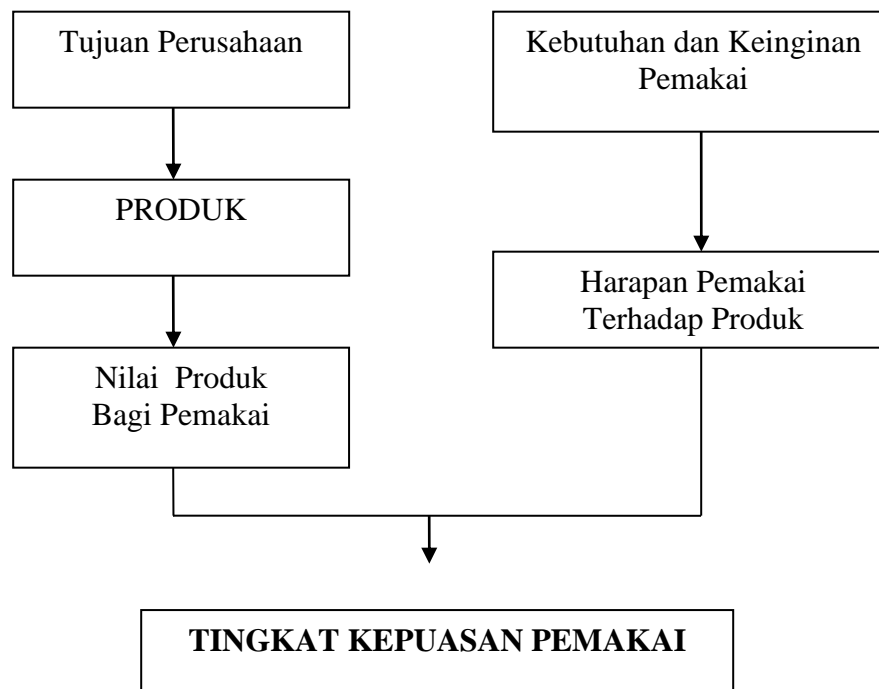 Tujuan Perusahaan
Kebutuhan dan Keinginan
Pemakai
PRODUK
Harapan Pemakai
Terhadap Produk
Nilai Produk
Bagi Pemakai
TINGKAT KEPUASAN PEMAKAI